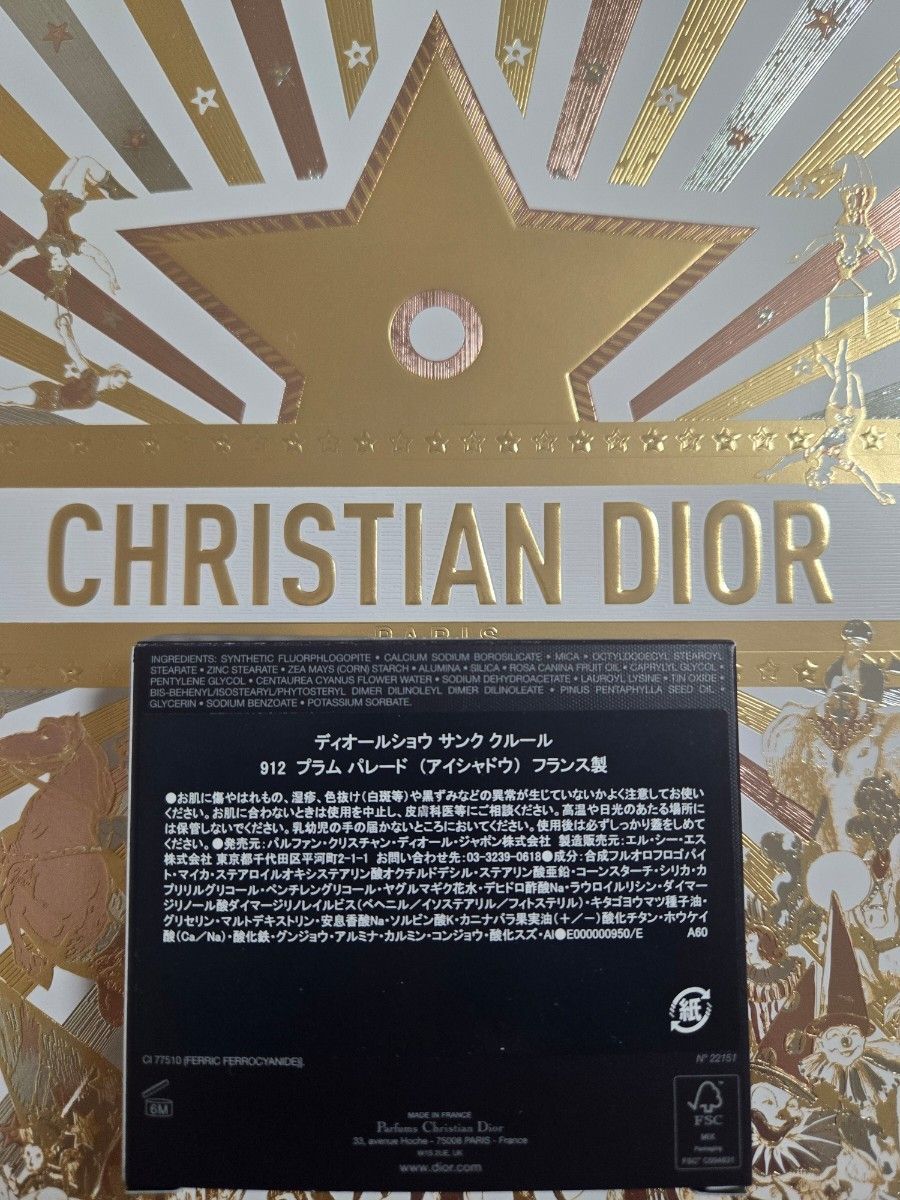 CHRISTIAN DIOR
PARIS
INGREDIENTS: SYNTHETIC FLUORPHLOGOPITE • CALCIUM SODIUM BOROSILICATE • MICA • OCTYLDODECYL STEAROYL
STEARATE • ZINC STEARATE • ZEA MAYS (CORN) STARCH • ALUMINA • SILICA • ROSA CANINA FRUIT OIL • CAPRYLYL GLYCOL •
PENTYLENE GLYCOL • CENTAUREA CYANUS FLOWER WATER • SODIUM DEHYDROACETATE • LAUROYL LYSINE • TIN OXIDE •
BIS-BEHENYL/ISOSTEARYL/PHYTOSTERYL DIMER DILINOLEYL DIMER DILINOLEATE • PINUS PENTAPHYLLA SEED OIL •
GLYCERIN • SODIUM BENZOATE • POTASSIUM SORBATE.
ディオールショウ サンク クルール
912 プラム パレード (アイシャドウ) フランス製
●お肌に傷やはれもの、湿疹、色抜け(白斑等)や黒ずみなどの異常が生じていないかよく注意してお使い
ください。お肌に合わないときは使用を中止し、皮膚科医等にご相談ください。高温や日光のあたる場所に
は保管しないでください。乳幼児の手の届かないところにおいてください。使用後は必ずしっかり蓋をしめて
ください。●発売元:パルファン・クリスチャン・ディオール・ジャポン株式会社 製造販売元:エル・シー・エス
株式会社 東京都千代田区平河町2-1-1 お問い合わせ先:03-3239-0618●成分:合成フルオロフロゴパイ
ト・マイカ・ステアロイルオキシステアリン酸オクチルドデシル・ステアリン酸亜鉛・コーンスターチ・シリカ・カ
プリリルグリコール・ペンチレングリコール・ヤグルマギク花水・デヒドロ酢酸Na・ラウロイルリシン・ダイマー
ジリノール酸ダイマージリノレイルビス(ベヘニル/イソステアリル/フィトステリル)・キタゴヨウマツ種子油・
グリセリン・マルトデキストリン・安息香酸Na・ソルビン酸K・カニナバラ果実油(+/-)酸化チタン・ホウケイ
酸(Ca/Na)・酸化鉄・グンジョウ・アルミナ・カルミン・コンジョウ・酸化スズ・Al●E000000950/E A60
紙
CI 77510 (FERRIC FERROCYANIDE)].
N° 22151
6M
MADE IN FRANCE
Parfums Christian Dior
33, avenue Hoche - 75008 PARIS - France
W1S 2UE, UK
www.dior.com
FSC
MIX
Packaging